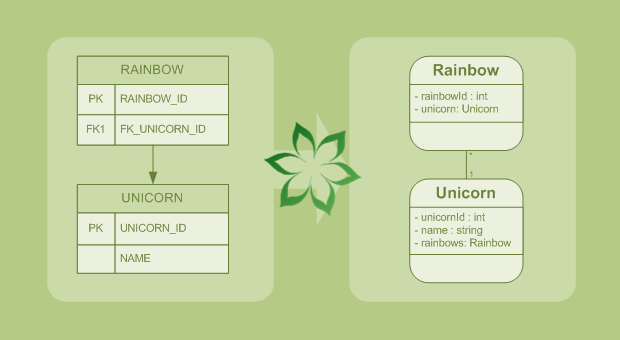 RAINBOW
PK RAINBOW_ID
FK1 FK_UNICORN_ID
UNICORN
PK UNICORN_ID
NAME
Rainbow
- rainbowId : int
- unicorn: Unicorn
*
1
Unicorn
- unicornId : int
- name : string
- rainbows: Rainbow